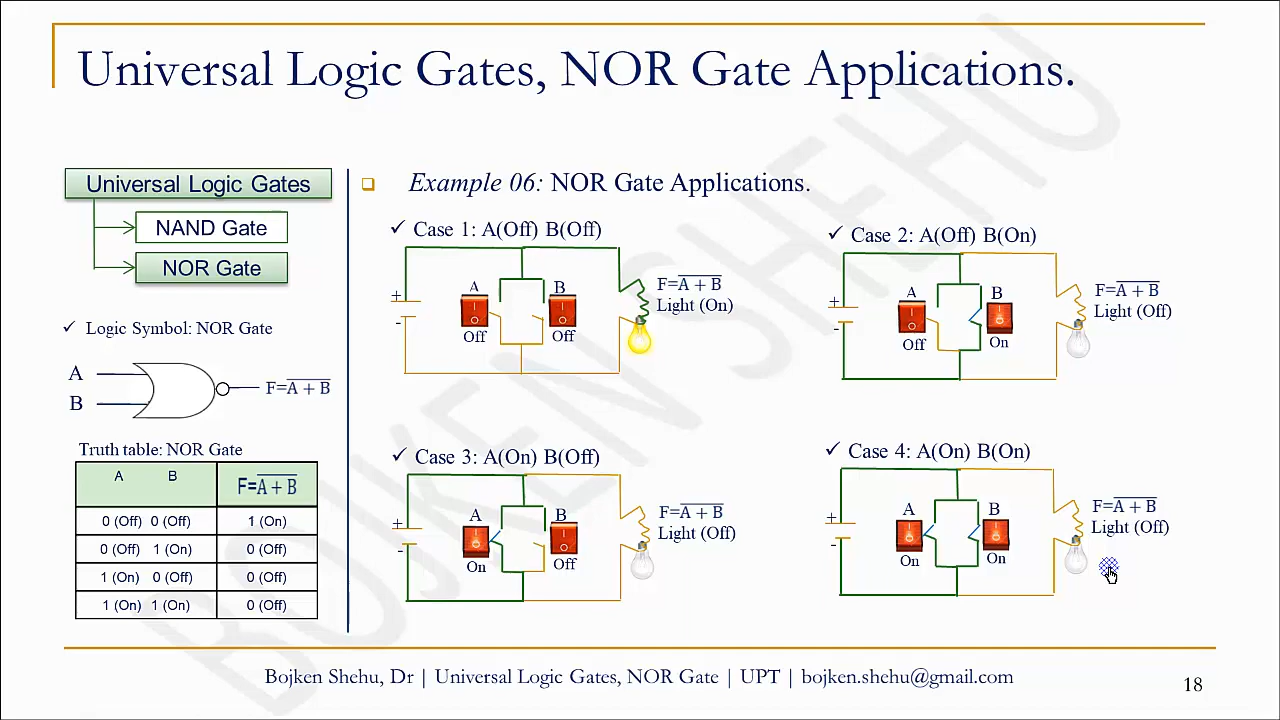 Universal Logic Gates, NOR Gate Applications.
Universal Logic Gates
NAND Gate
NOR Gate
✓ Logic Symbol: NOR Gate
A
B
F=A̅ ̅+̅ ̅B̅
Truth table: NOR Gate
A B F=A̅ ̅+̅ ̅B̅
0 (Off) 0 (Off) 1 (On)
0 (Off) 1 (On) 0 (Off)
1 (On) 0 (Off) 0 (Off)
1 (On) 1 (On) 0 (Off)
Example 06: NOR Gate Applications.
✓ Case 1: A(Off) B(Off)
+
-
A
B
Off
Off
F=A̅ ̅+̅ ̅B̅
Light (On)
✓ Case 2: A(Off) B(On)
+
-
A
B
Off
On
F=A̅ ̅+̅ ̅B̅
Light (Off)
✓ Case 3: A(On) B(Off)
+
-
A
B
On
Off
F=A̅ ̅+̅ ̅B̅
Light (Off)
✓ Case 4: A(On) B(On)
+
-
A
B
On
On
F=A̅ ̅+̅ ̅B̅
Light (Off)
BOJKEN SHEHU
Bojken Shehu, Dr | Universal Logic Gates, NOR Gate | UPT | bojken.shehu@gmail.com
18